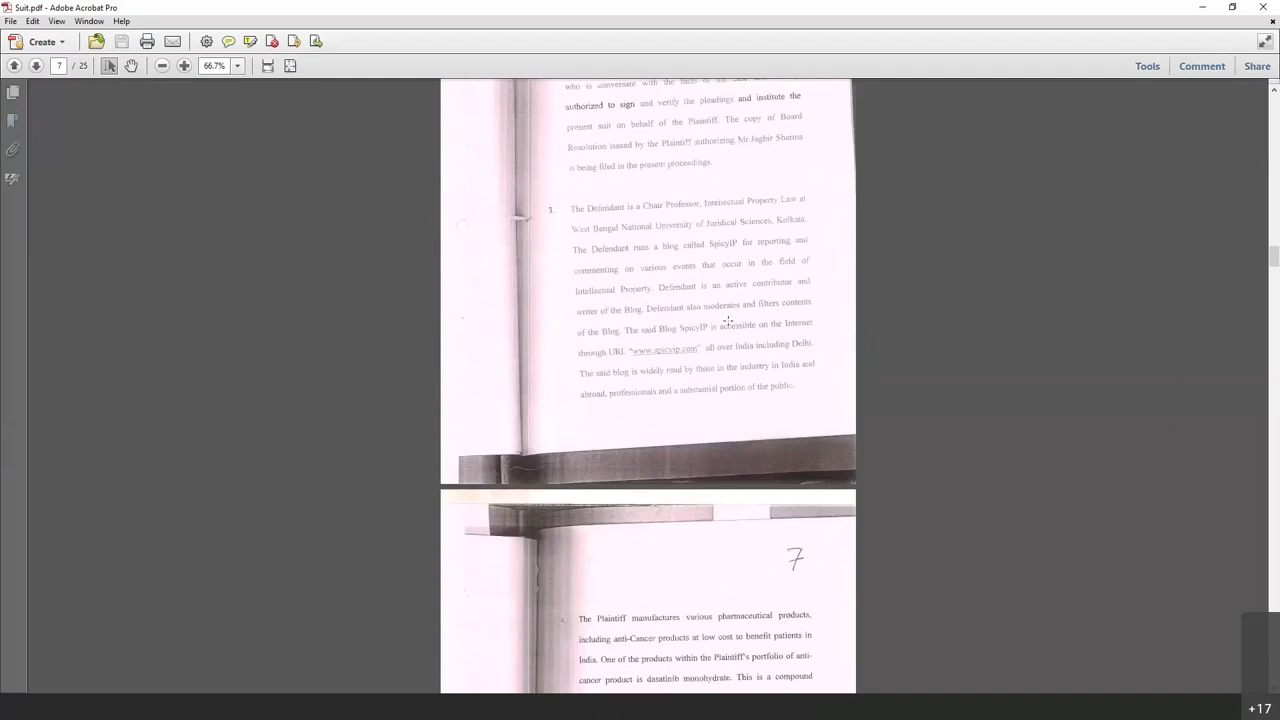 Suit.pdf - Adobe Acrobat Pro
File Edit View Window Help
Create
7 / 25 66.7% Tools Comment Share
who is conversant with the facts of the case
authorized to sign and verify the pleadings and institute the
present suit on behalf of the Plaintiff. The copy of Board
Resolution issued by the Plaintiff authorizing Mr.Jagbir Sharma
is being filed in the present proceedings.
3. The Defendant is a Chair Professor, Intellectual Property Law at
West Bengal National University of Juridical Sciences, Kolkata.
The Defendant runs a blog called SpicyIP for reporting and
commenting on various events that occur in the field of
Intellectual Property. Defendant is an active contributor and
writer of the Blog. Defendant also moderates and filters contents
of the Blog. The said Blog SpicyIP is accessible on the Internet
through URL "www.spicyip.com" all over India including Delhi.
The said blog is widely read by those in the industry in India and
abroad, professionals and a substantial portion of the public.
7
The Plaintiff manufactures various pharmaceutical products,
including anti-Cancer products at low cost to benefit patients in
India. One of the products within the Plaintiff's portfolio of anti-
cancer product is dasatinib monohydrate. This is a compound
+17